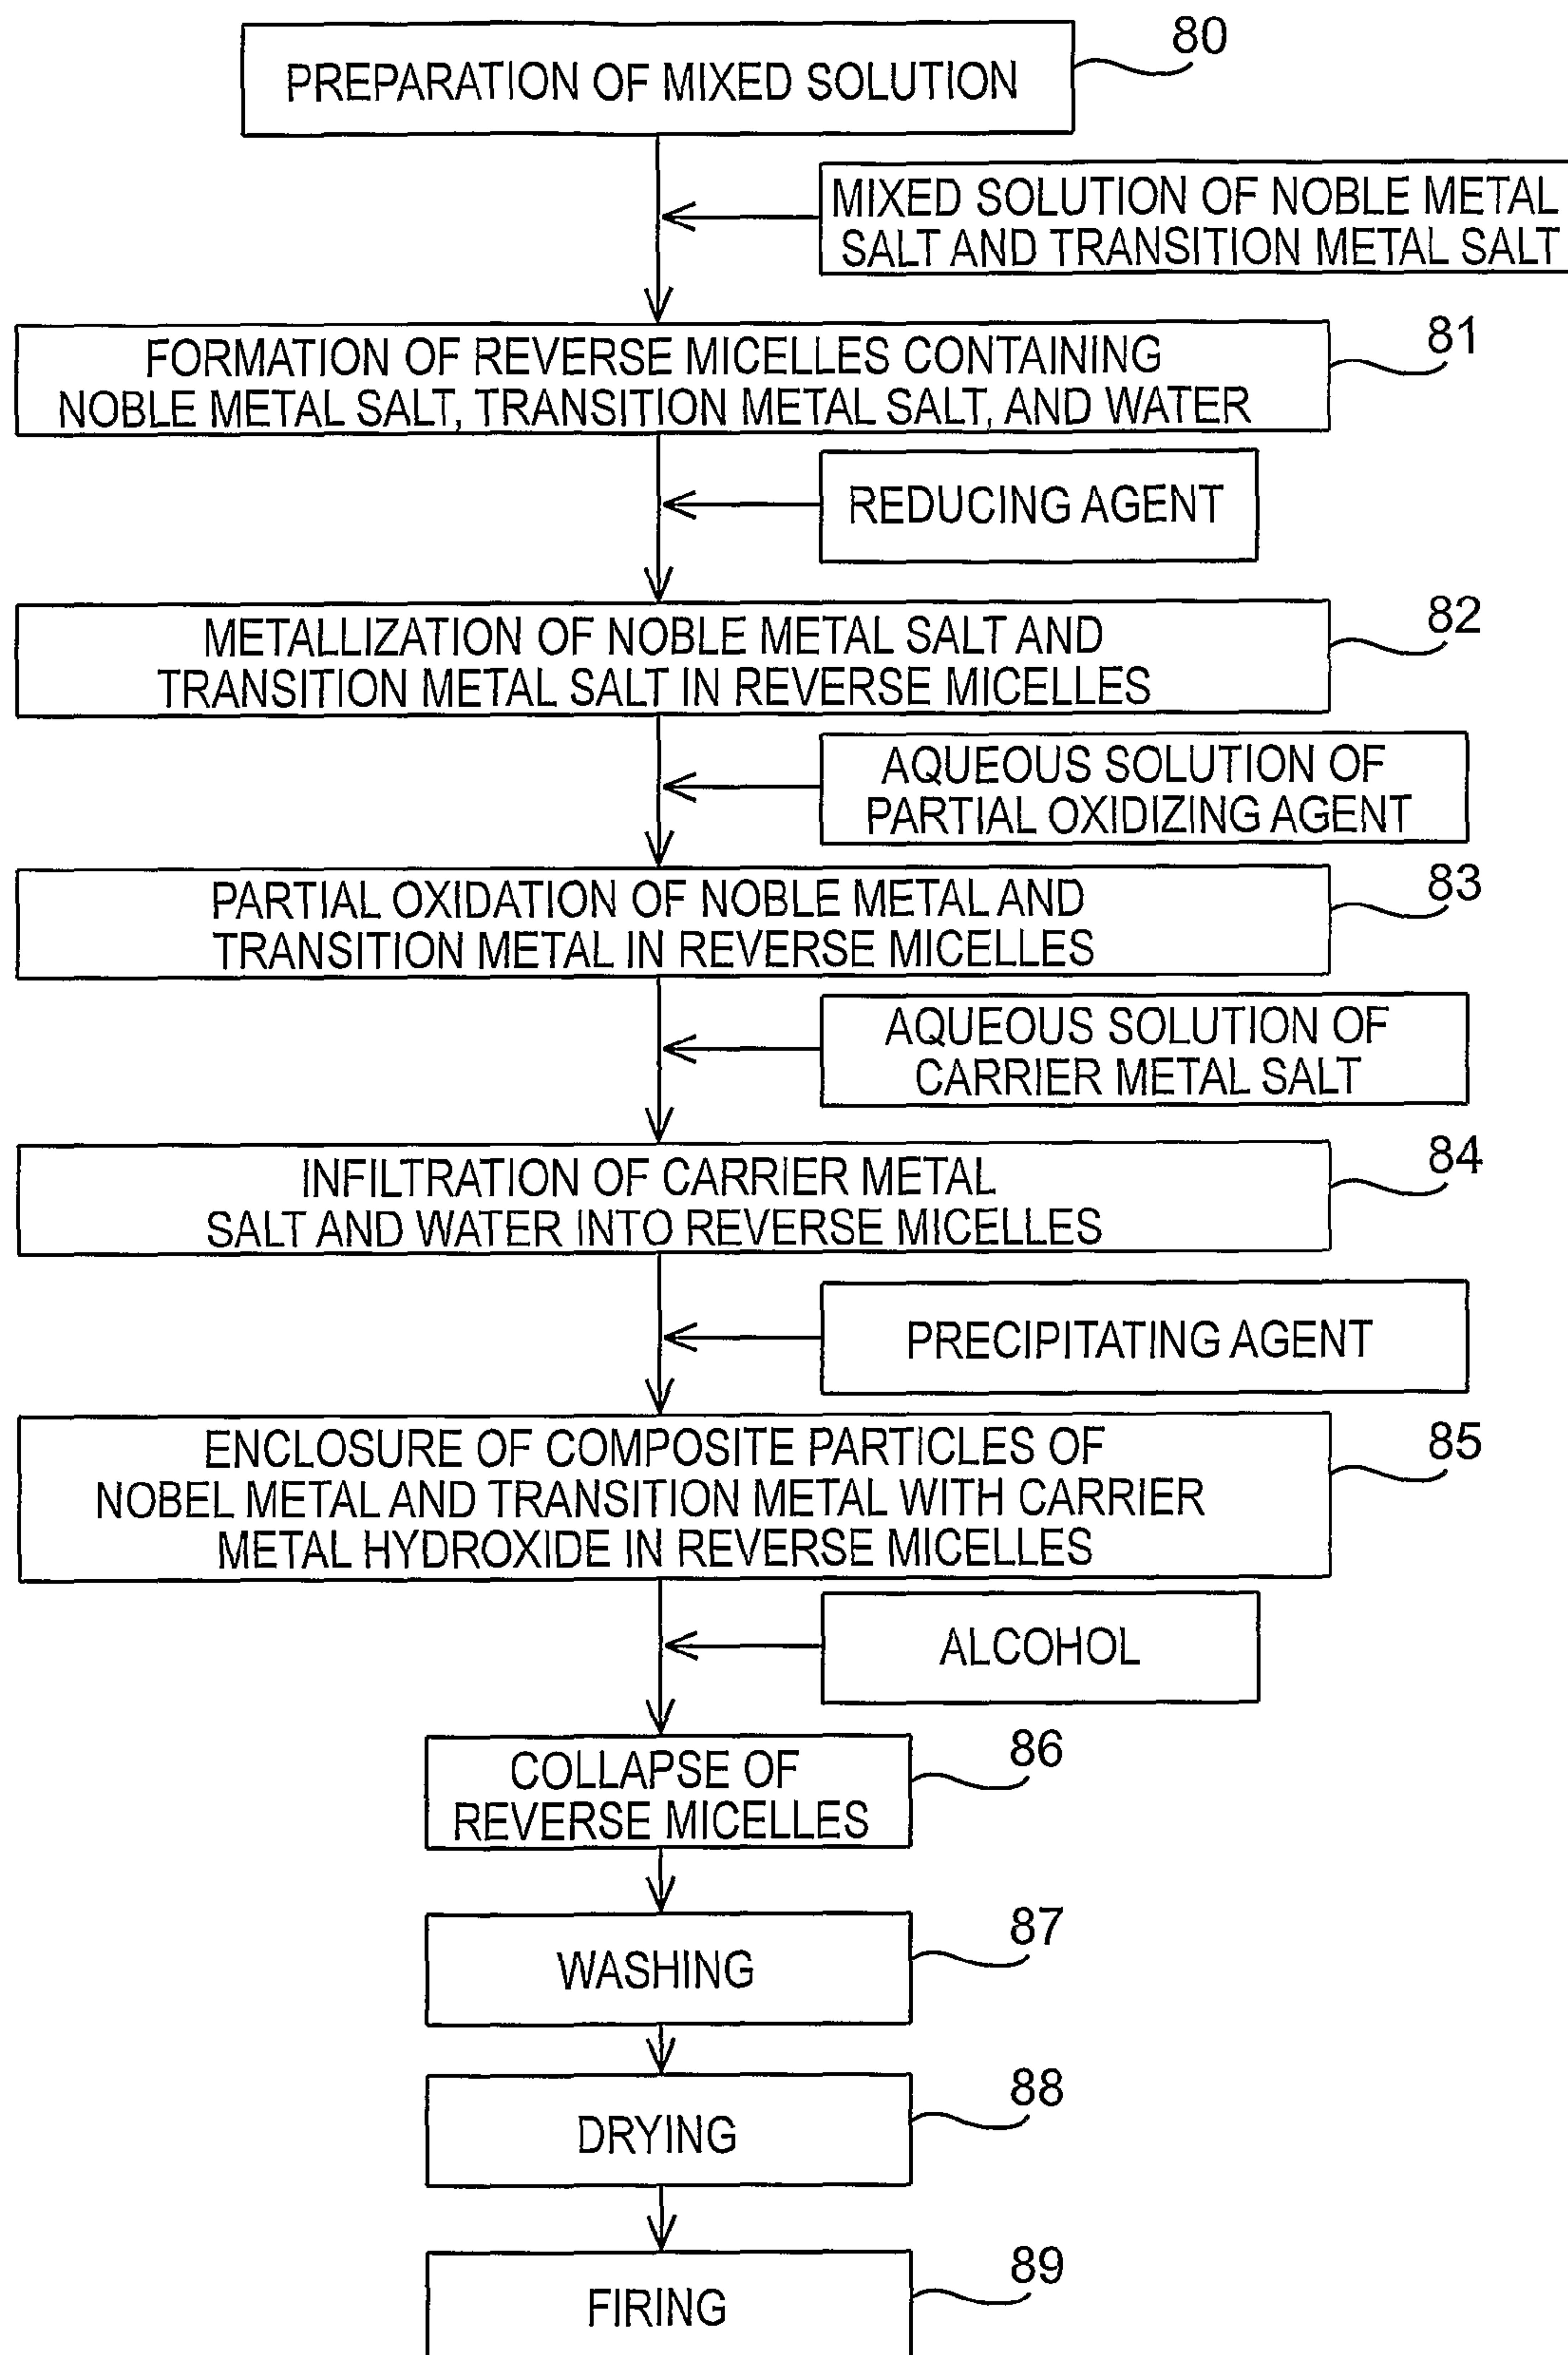 PREPARATION OF MIXED SOLUTION
80
MIXED SOLUTION OF NOBLE METAL
SALT AND TRANSITION METAL SALT
FORMATION OF REVERSE MICELLES CONTAINING
NOBLE METAL SALT, TRANSITION METAL SALT, AND WATER
81
REDUCING AGENT
METALLIZATION OF NOBLE METAL SALT AND
TRANSITION METAL SALT IN REVERSE MICELLES
82
AQUEOUS SOLUTION OF
PARTIAL OXIDIZING AGENT
PARTIAL OXIDATION OF NOBLE METAL AND
TRANSITION METAL IN REVERSE MICELLES
83
AQUEOUS SOLUTION OF
CARRIER METAL SALT
INFILTRATION OF CARRIER METAL
SALT AND WATER INTO REVERSE MICELLES
84
PRECIPITATING AGENT
ENCLOSURE OF COMPOSITE PARTICLES OF
NOBEL METAL AND TRANSITION METAL WITH CARRIER
METAL HYDROXIDE IN REVERSE MICELLES
85
ALCOHOL
COLLAPSE OF
REVERSE MICELLES
86
WASHING
87
DRYING
88
FIRING
89